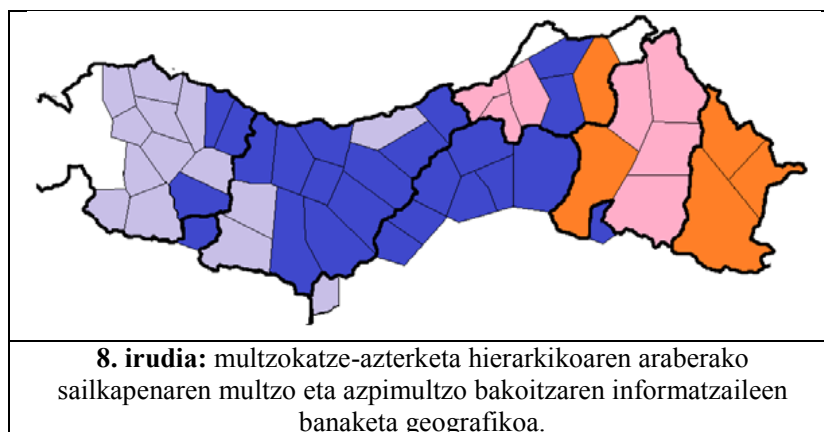 8. irudia: multzokatze-azterketa hierarkikoaren araberako
sailkapenaren multzo eta azpimultzo bakoitzaren informatzaileen
banaketa geografikoa.